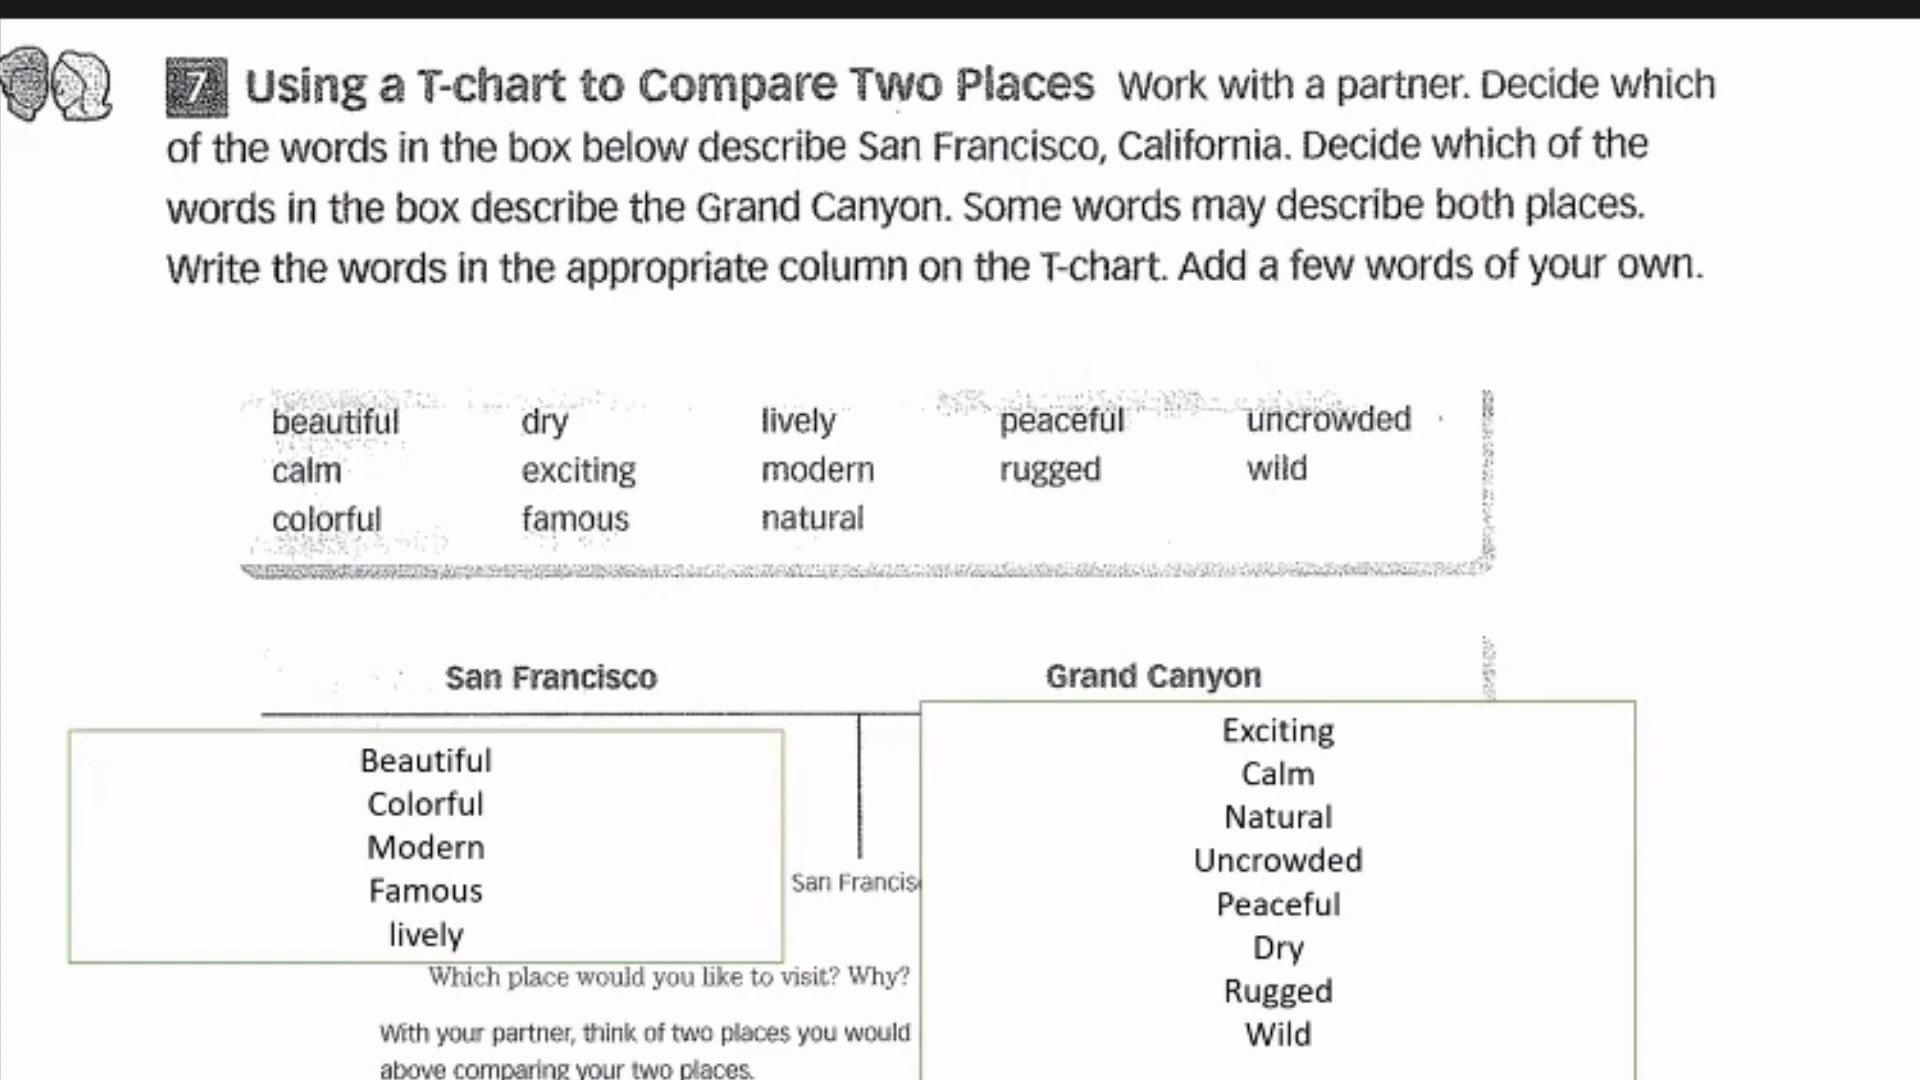 7 Using a T-chart to Compare Two Places Work with a partner. Decide which
of the words in the box below describe San Francisco, California. Decide which of the
words in the box describe the Grand Canyon. Some words may describe both places.
Write the words in the appropriate column on the T-chart. Add a few words of your own.
beautiful dry lively peaceful uncrowded
calm exciting modern rugged wild
colorful famous natural
San Francisco Grand Canyon
Beautiful
Colorful
Modern
Famous
lively
Exciting
Calm
Natural
Uncrowded
Peaceful
Dry
Rugged
Wild
San Francis
Which place would you like to visit? Why?
With your partner, think of two places you would
above comparing your two places.